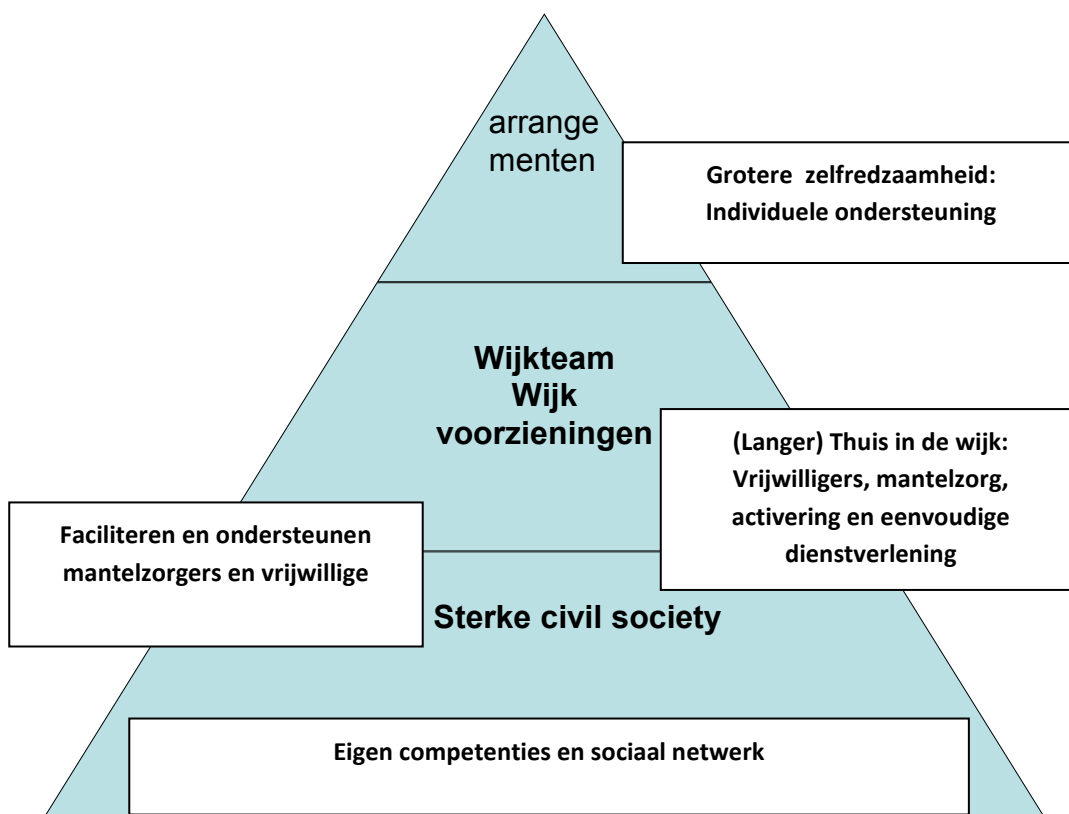 arrange
menten
Grotere zelfredzaamheid:
Individuele ondersteuning
Wijkteam
Wijk
voorzieningen
(Langer) Thuis in de wijk:
Vrijwilligers, mantelzorg,
activering en eenvoudige
dienstverlening
Faciliteren en ondersteunen
mantelzorgers en vrijwillige
Sterke civil society
Eigen competenties en sociaal netwerk